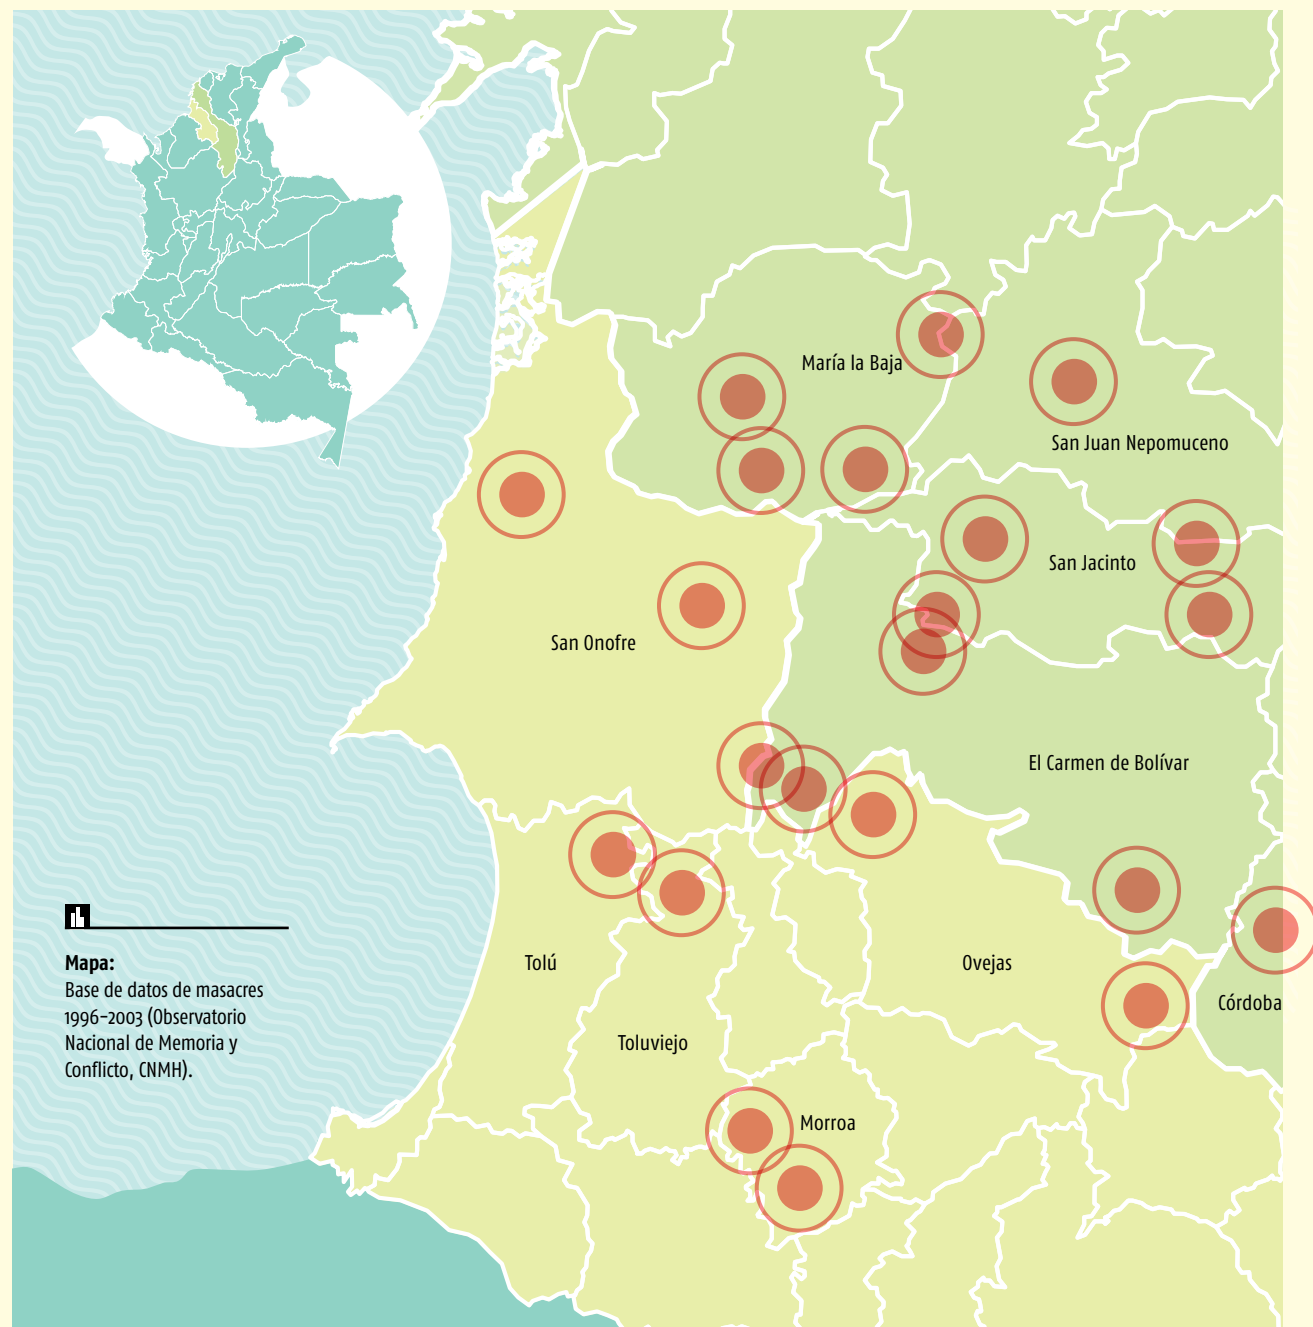 María la Baja
San Juan Nepomuceno
San Jacinto
San Onofre
El Carmen de Bolívar
Tolú
Ovejas
Córdoba
Toluviejo
Morroa
Mapa:
Base de datos de masacres
1996–2003 (Observatorio
Nacional de Memoria y
Conflicto, CNMH).